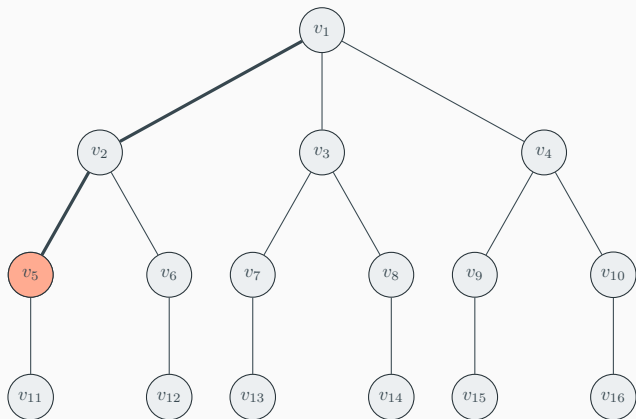 v₁
v₂ v₃ v₄
v₅ v₆ v₇ v₈ v₉ v₁₀
v₁₁ v₁₂ v₁₃ v₁₄ v₁₅ v₁₆